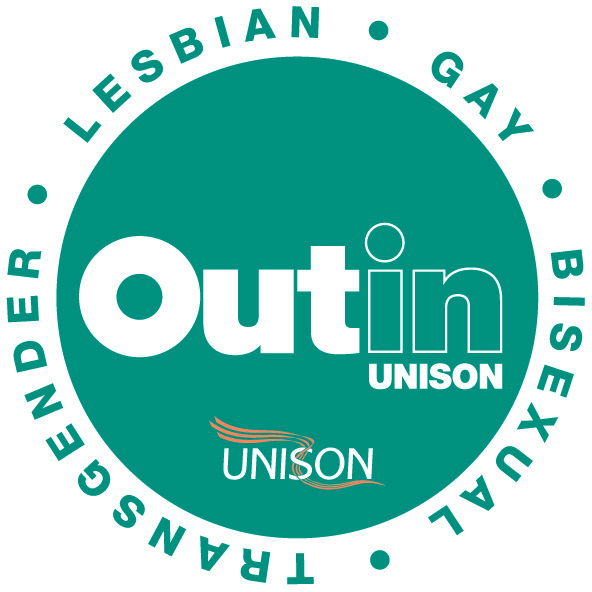 LESBIAN • GAY • BISEXUAL • TRANSGENDER •
Outin
UNISON
UNISON